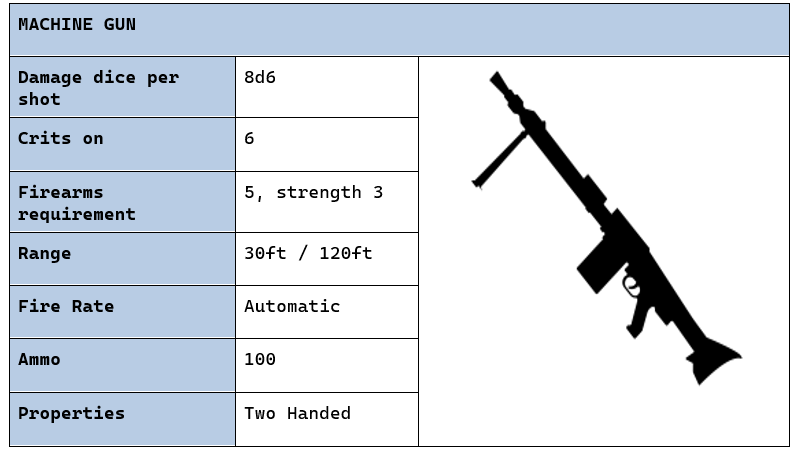 MACHINE GUN
Damage dice per
shot
8d6
Crits on
6
Firearms
requirement
5, strength 3
Range
30ft / 120ft
Fire Rate
Automatic
Ammo
100
Properties
Two Handed